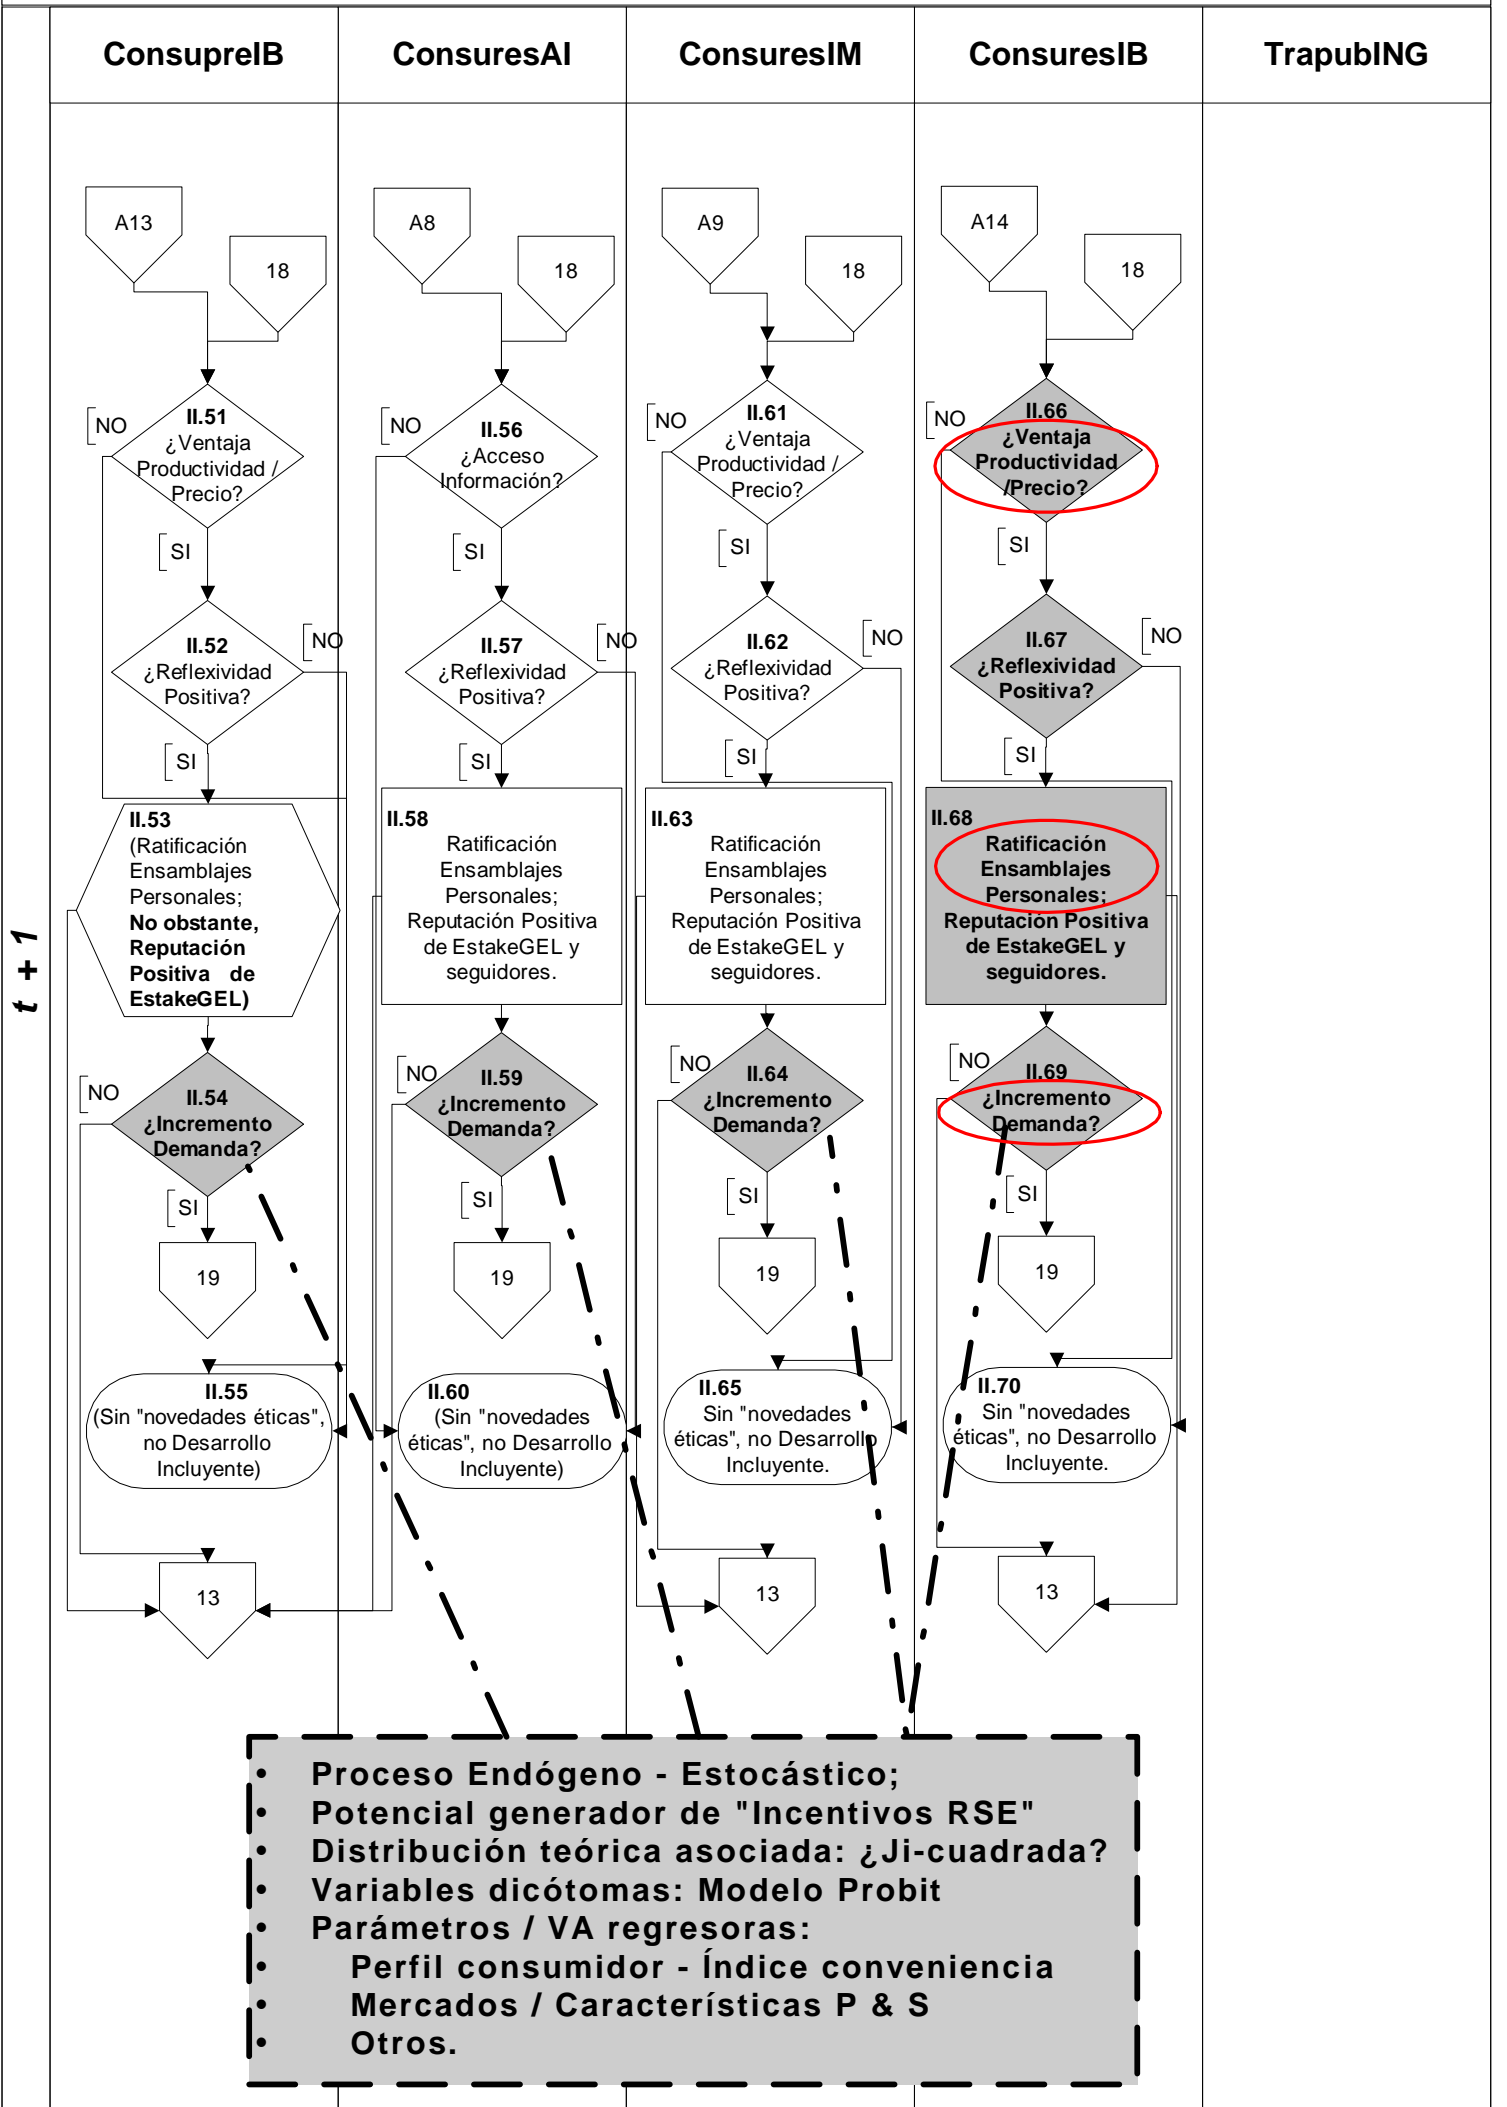 ConsupreIB
ConsuresAI
ConsuresIM
ConsuresIB
TrapubING
t + 1
A13
18
NO
II.51
¿Ventaja
Productividad /
Precio?
SI
II.52
¿Reflexividad
Positiva?
NO
SI
II.53
(Ratificación
Ensamblajes
Personales;
No obstante,
Reputación
Positiva de
EstakeGEL)
NO
II.54
¿Incremento
Demanda?
SI
19
II.55
(Sin "novedades éticas",
no Desarrollo
Incluyente)
13
A8
18
NO
II.56
¿Acceso
Información?
SI
II.57
¿Reflexividad
Positiva?
NO
SI
II.58
Ratificación
Ensamblajes
Personales;
Reputación Positiva
de EstakeGEL y
seguidores.
NO
II.59
¿Incremento
Demanda?
SI
19
II.60
(Sin "novedades
éticas", no Desarrollo
Incluyente)
A9
18
NO
II.61
¿Ventaja
Productividad /
Precio?
SI
II.62
¿Reflexividad
Positiva?
NO
SI
II.63
Ratificación
Ensamblajes
Personales;
Reputación Positiva
de EstakeGEL y
seguidores.
NO
II.64
¿Incremento
Demanda?
SI
19
II.65
Sin "novedades
éticas", no Desarrollo
Incluyente.
13
A14
18
NO
II.66
¿Ventaja
Productividad
/Precio?
SI
II.67
¿Reflexividad
Positiva?
NO
SI
II.68
Ratificación
Ensamblajes
Personales;
Reputación Positiva
de EstakeGEL y
seguidores.
NO
II.69
¿Incremento
Demanda?
SI
19
II.70
Sin "novedades
éticas", no Desarrollo
Incluyente.
13
• Proceso Endógeno - Estocástico;
• Potencial generador de "Incentivos RSE"
• Distribución teórica asociada: ¿Ji-cuadrada?
• Variables dicótomas: Modelo Probit
• Parámetros / VA regresoras:
• Perfil consumidor - Índice conveniencia
• Mercados / Características P & S
• Otros.